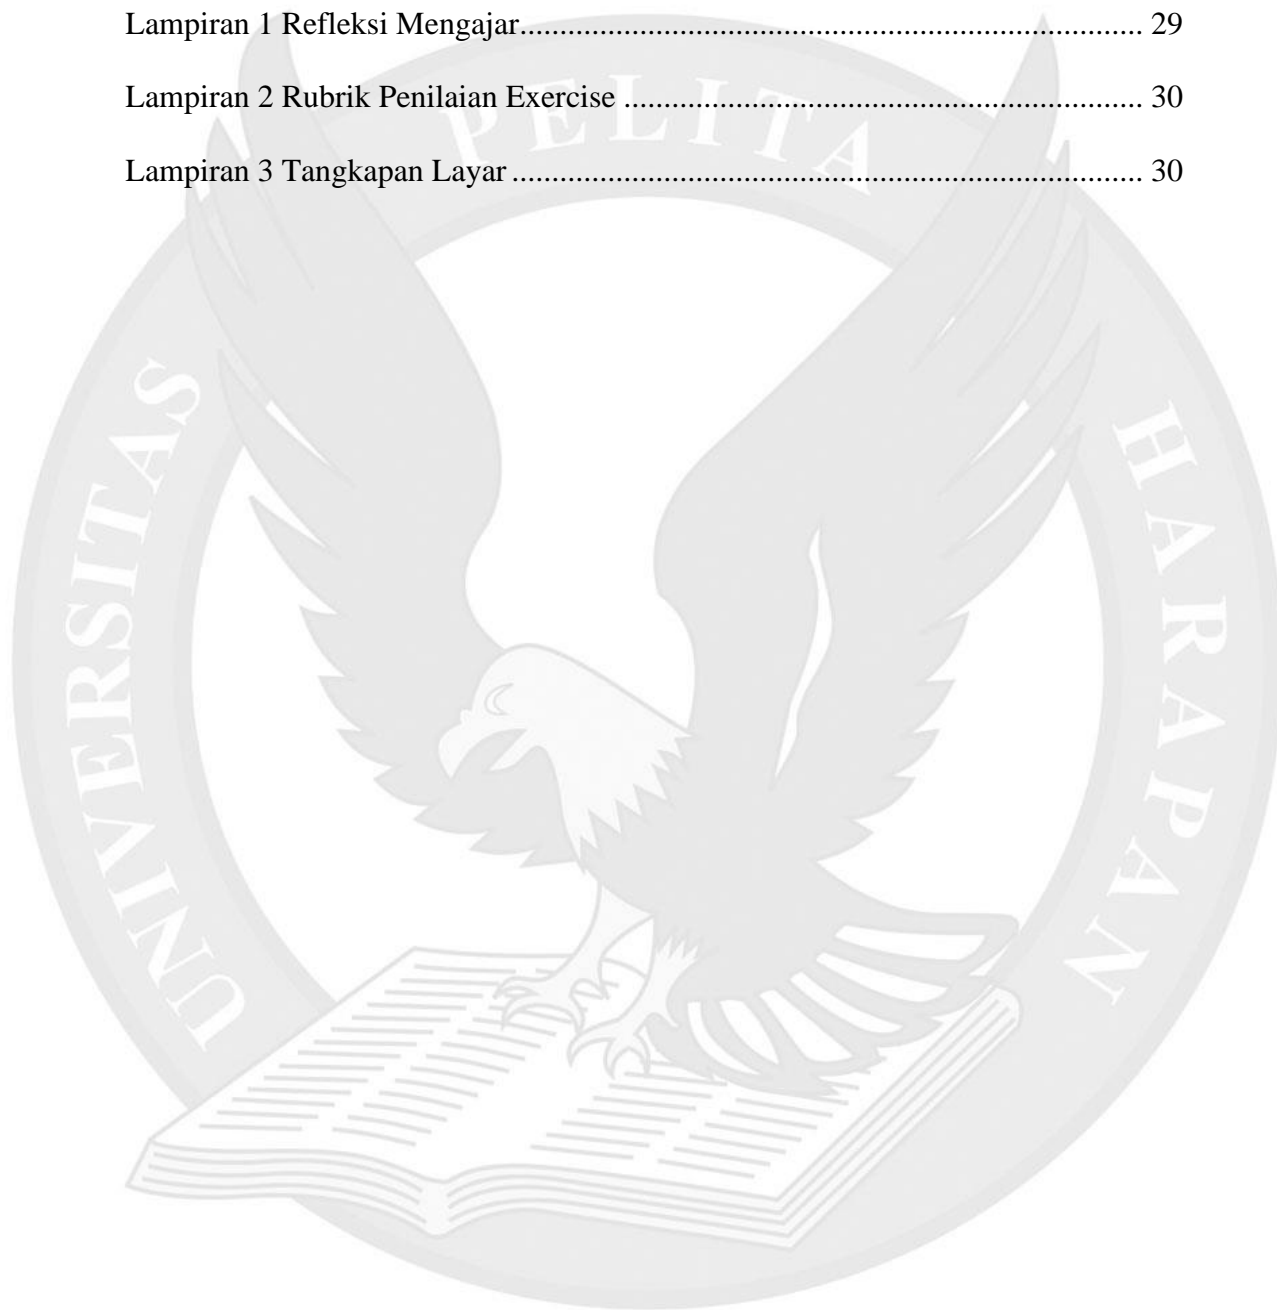 Lampiran 1 Refleksi Mengajar.............................................................................. 29
Lampiran 2 Rubrik Penilaian Exercise ................................................................. 30
Lampiran 3 Tangkapan Layar ............................................................................... 30
UNIVERSITAS PELITA HARAPAN